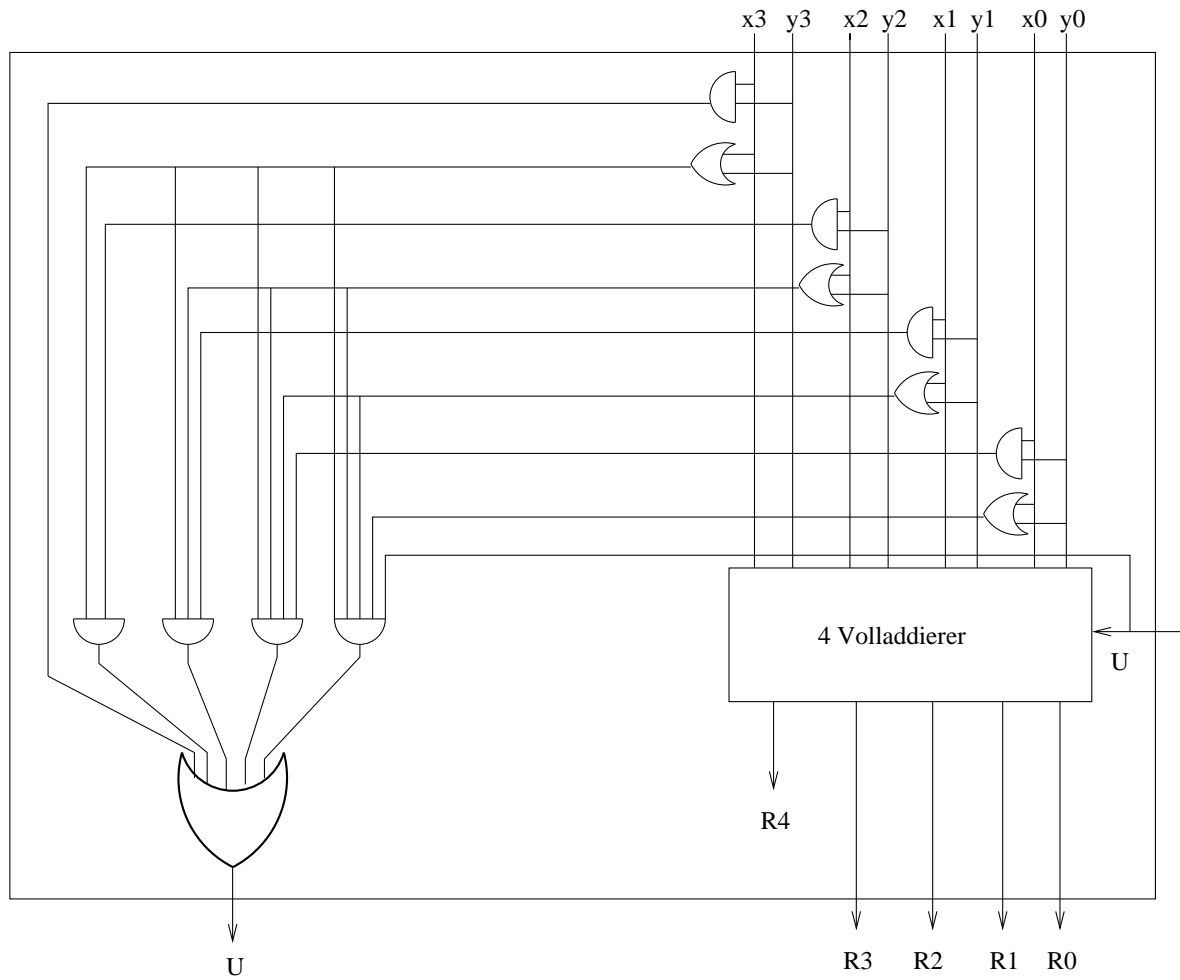 x3 y3 x2 y2 x1 y1 x0 y0
4 Volladdierer
U
R4
R3 R2 R1 R0
U